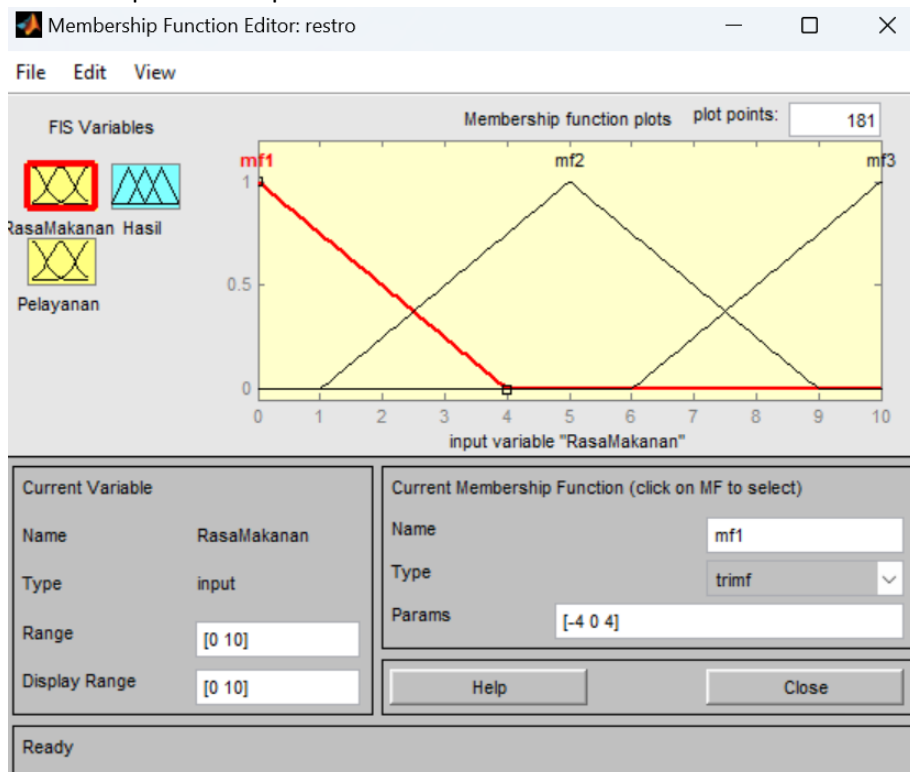 Membership Function Editor: restro
File Edit View
FIS Variables
Membership function plots
plot points:
181
RasaMakanan Hasil
Pelayanan
mf1 mf2 mf3
1
0.5
0
0 1 2 3 4 5 6 7 8 9 10
input variable "RasaMakanan"
Current Variable
Name RasaMakanan
Type input
Range [0 10]
Display Range [0 10]
Current Membership Function (click on MF to select)
Name mf1
Type trimf
Params [-4 0 4]
Help Close
Ready